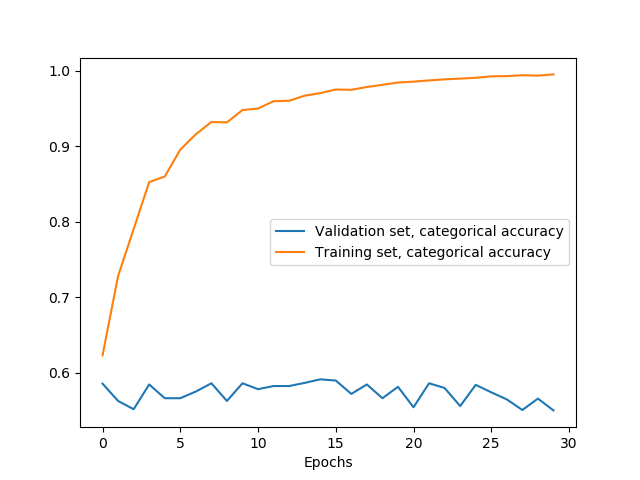 1.0
0.9
0.8
0.7
0.6
Validation set, categorical accuracy
Training set, categorical accuracy
0 5 10 15 20 25 30
Epochs